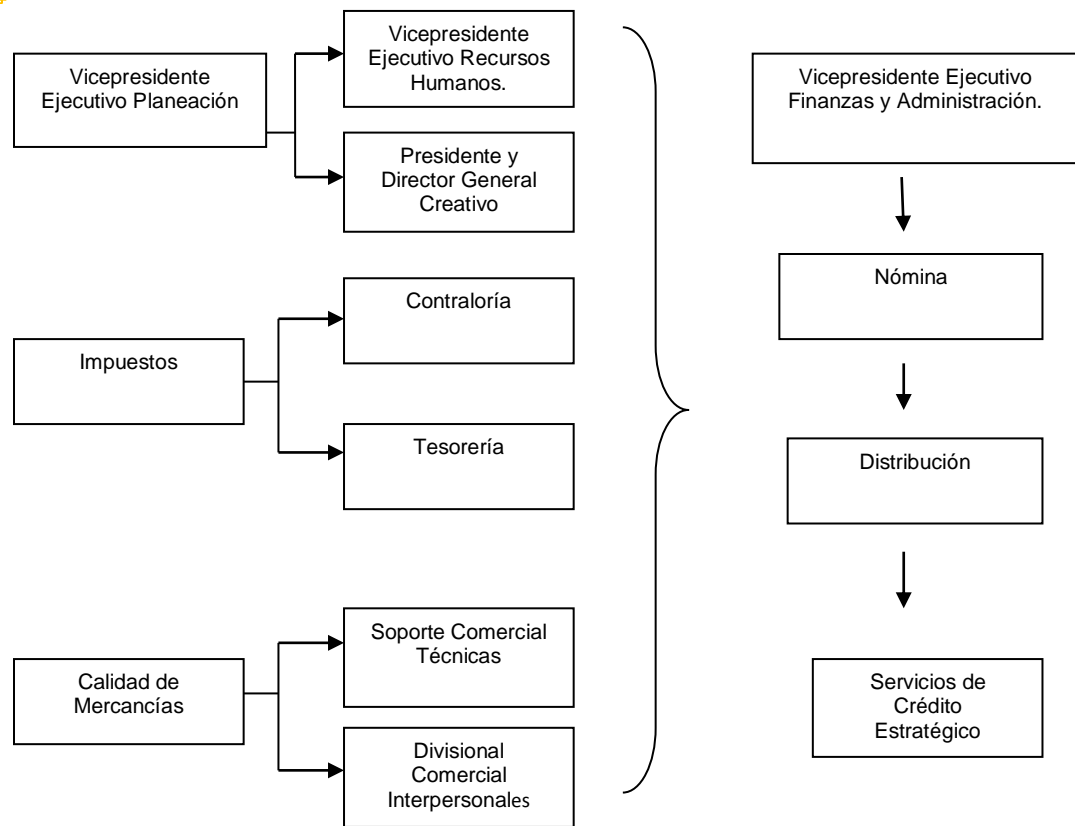 Vicepresidente
Ejecutivo Planeación
Vicepresidente
Ejecutivo Recursos
Humanos.
Presidente y
Director General
Creativo
Impuestos
Contraloría
Tesorería
Calidad de
Mercancías
Soporte Comercial
Técnicas
Divisional
Comercial
Interpersonales
Vicepresidente Ejecutivo
Finanzas y Administración.
Nómina
Distribución
Servicios de
Crédito
Estratégico